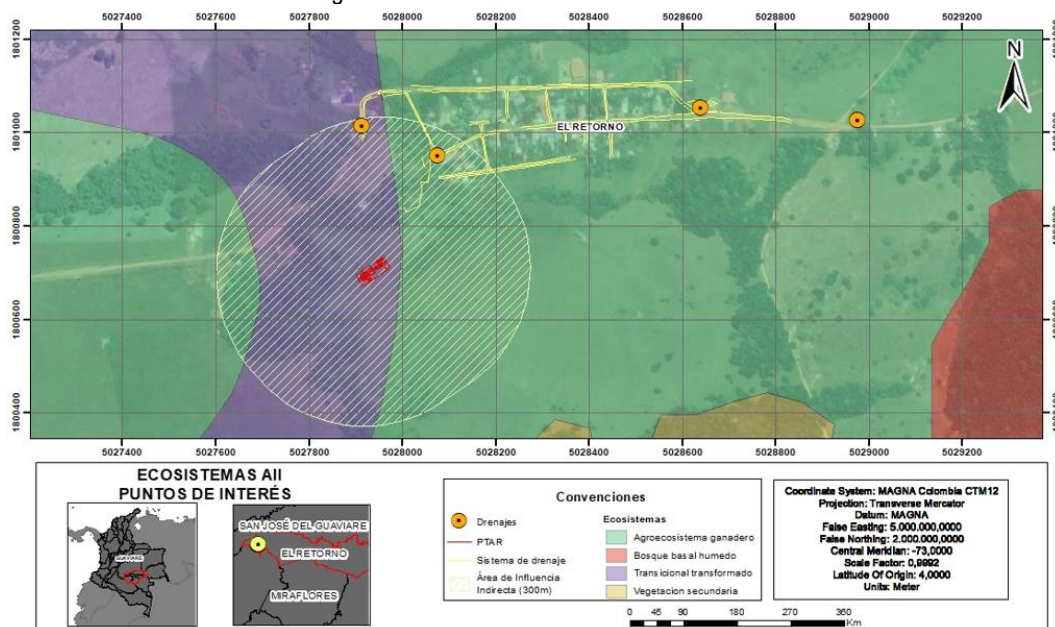 5027400 5027600 5027800 5028000 5028200 5028400 5028600 5028800 5029000 5029200
1801200
1801000
1800800
1800600
1800400
N
EL RETORNO
5027400 5027600 5027800 5028000 5028200 5028400 5028600 5028800 5029000 5029200
ECOSISTEMAS AII
PUNTOS DE INTERÉS
GUAVIARE
SAN JOSÉ DEL GUAVIARE
EL RETORNO
MIRAFLORES
Convenciones
Drenajes
PTAR
Sistema de drenaje
Área de Influencia
Indirecta (300m)
Ecosistemas
Agroecosistema ganadero
Bosque basal humedo
Transicional transformado
Vegetacion secundaria
0 45 90 180 270 360
Km
Coordinate System: MAGNA Colombia CTM12
Projection: Transverse Mercator
Datum: MAGNA
False Easting: 5.000.000,0000
False Northing: 2.000.000,0000
Central Meridian: -73,0000
Scale Factor: 0,9992
Latitude Of Origin: 4,0000
Units: Meter